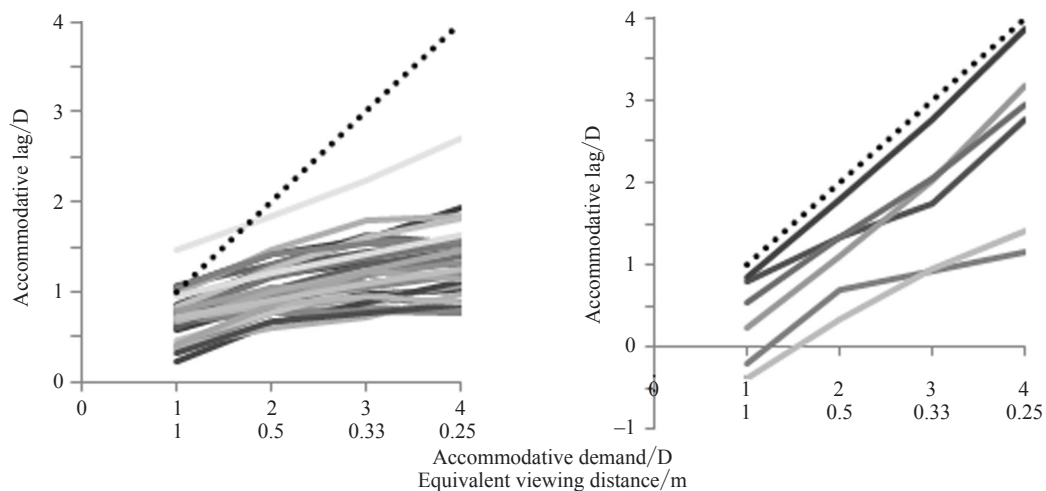 4
3
2
1
0
Accommodative lag/D
0
1 2 3 4
1 0.5 0.33 0.25
4
3
2
1
0
–1
Accommodative lag/D
0
1 2 3 4
1 0.5 0.33 0.25
Accommodative demand/D
Equivalent viewing distance/m